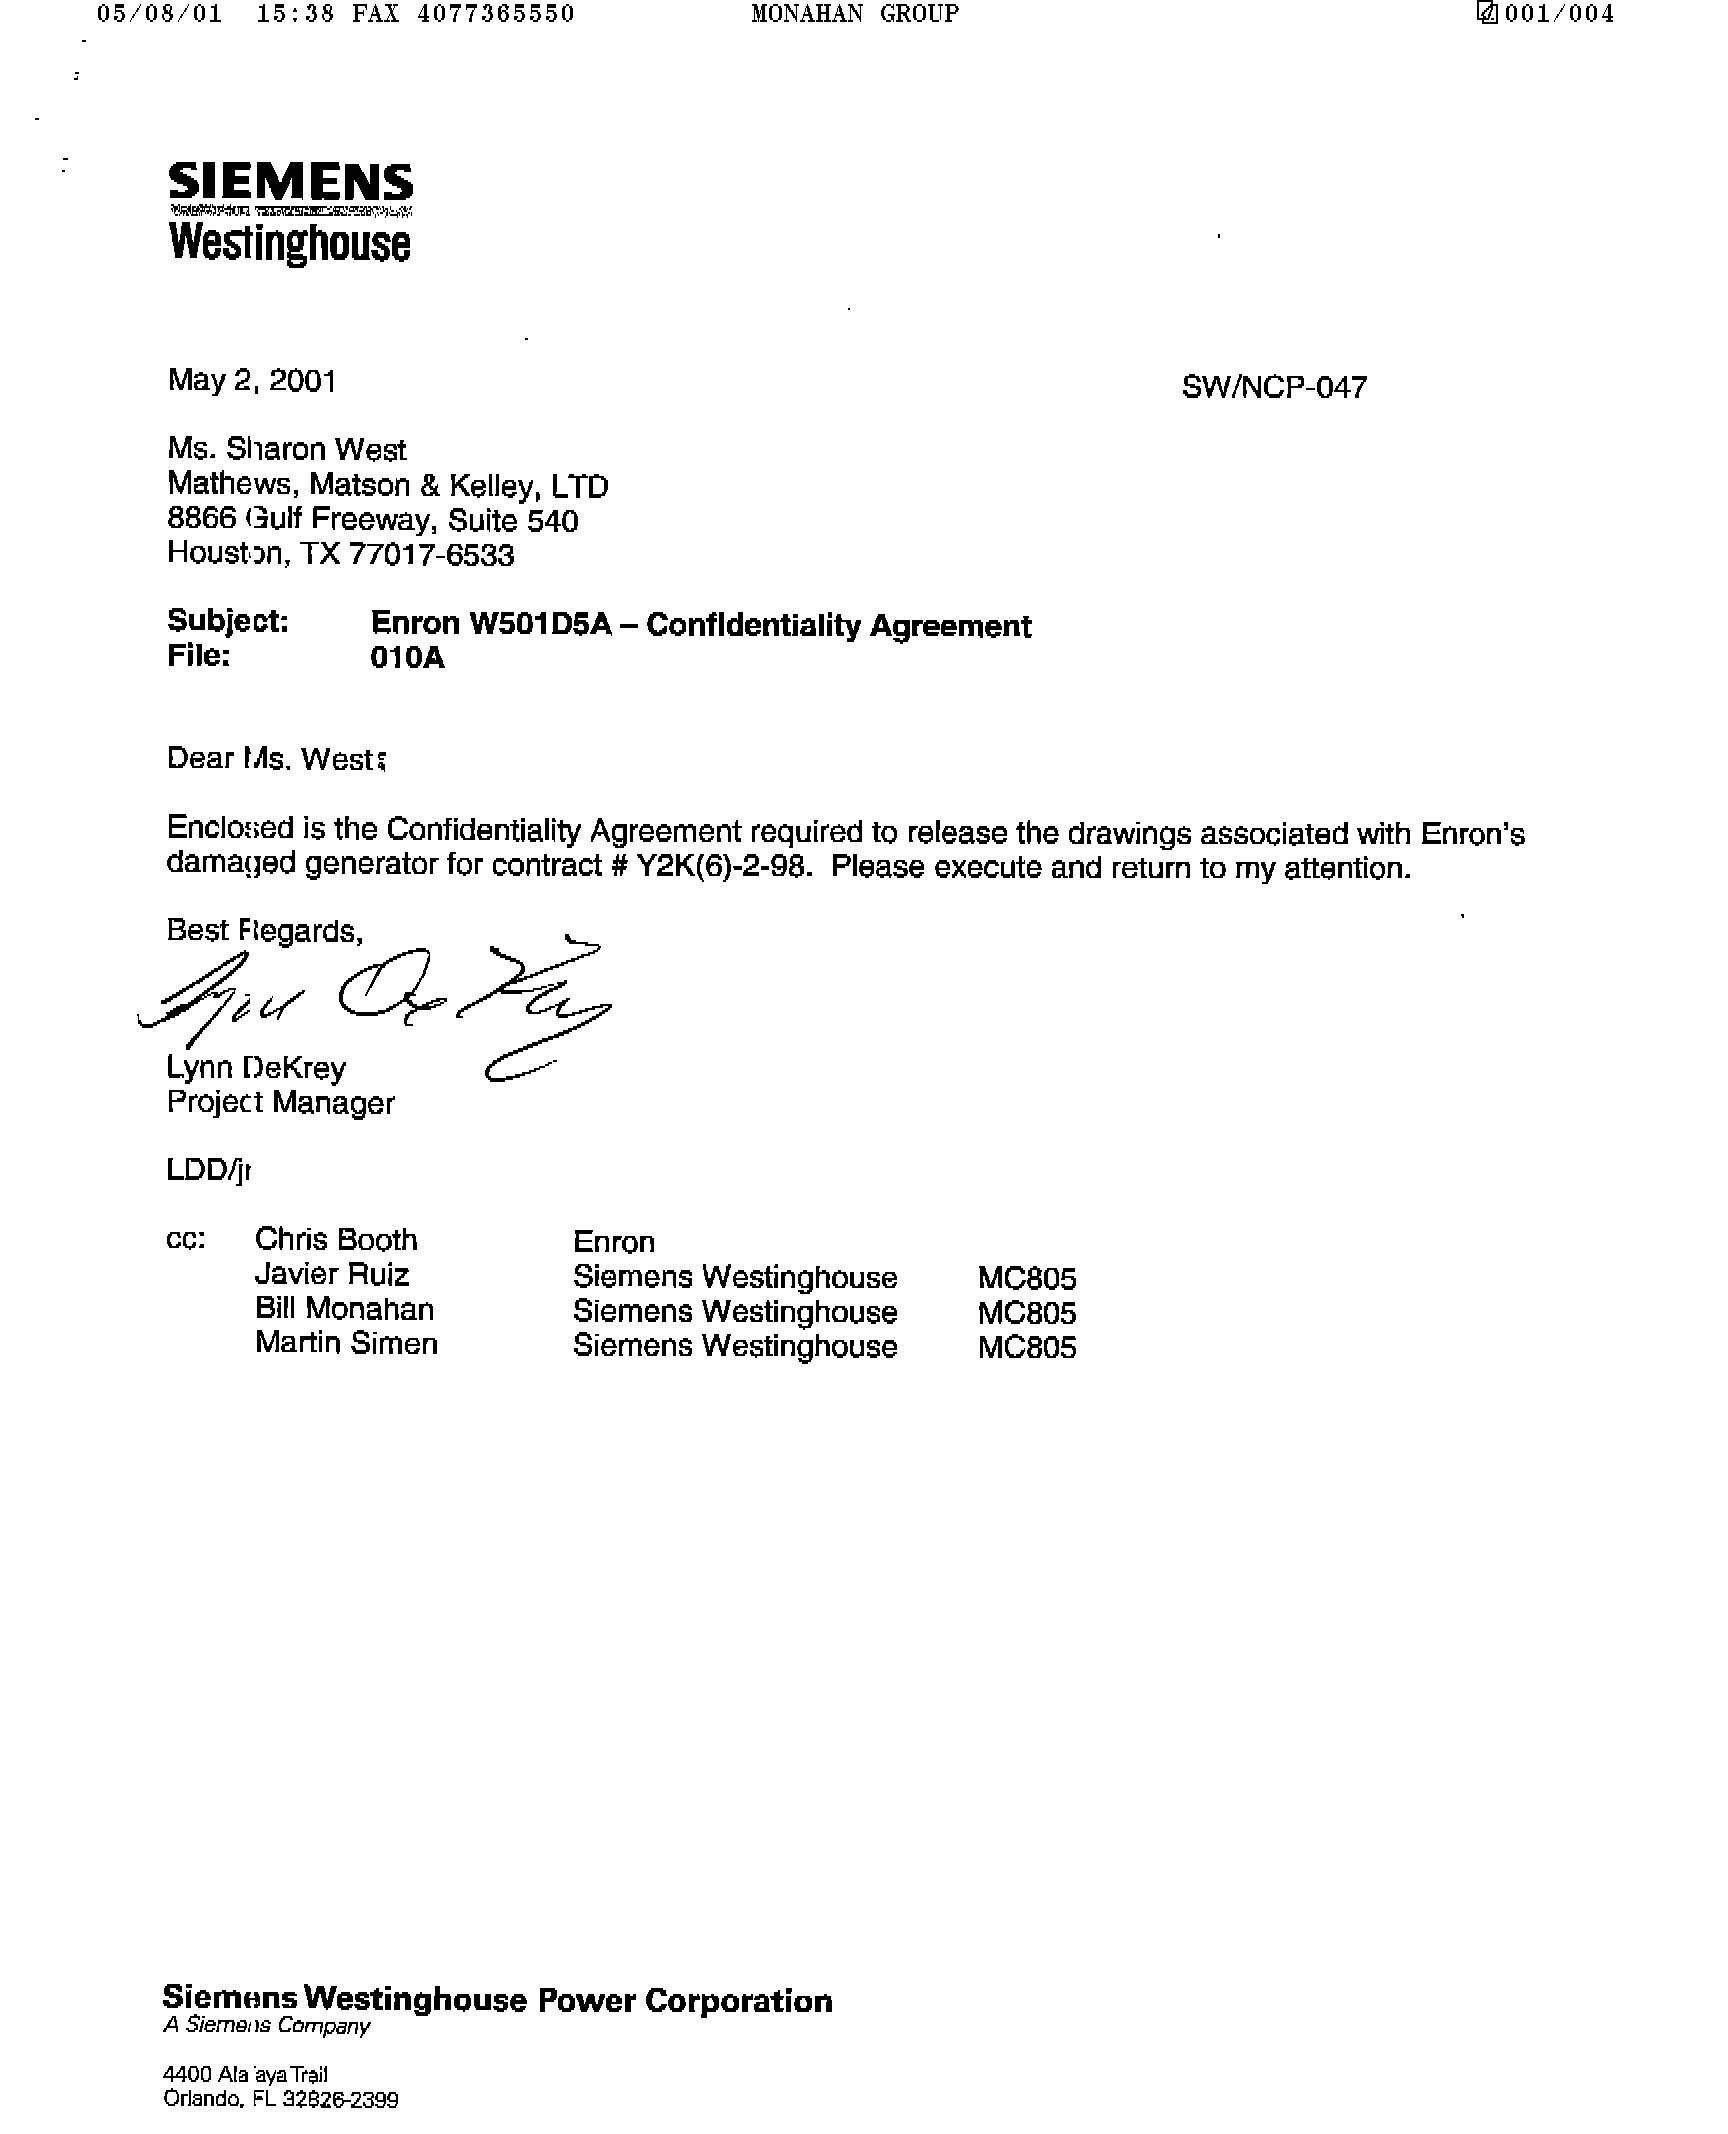 05/08/01 15:38 FAX 4077365550 MONAHAN GROUP 001/004
SIEMENS
Westinghouse
May 2, 2001 SW/NCP-047
Ms. Sharon West
Mathews, Matson & Kelley, LTD
8866 Gulf Freeway, Suite 540
Houston, TX 77017-6533
Subject: Enron W501D5A – Confidentiality Agreement
File: 010A
Dear Ms. West:
Enclosed is the Confidentiality Agreement required to release the drawings associated with Enron's
damaged generator for contract # Y2K(6)-2-98. Please execute and return to my attention.
Best Regards,
Lynn DeKrey
Lynn DeKrey
Project Manager
LDD/jr
cc: Chris Booth Enron
Javier Ruiz Siemens Westinghouse MC805
Bill Monahan Siemens Westinghouse MC805
Martin Simen Siemens Westinghouse MC805
Siemens Westinghouse Power Corporation
A Siemens Company
4400 Alafaya Trail
Orlando, FL 32826-2399